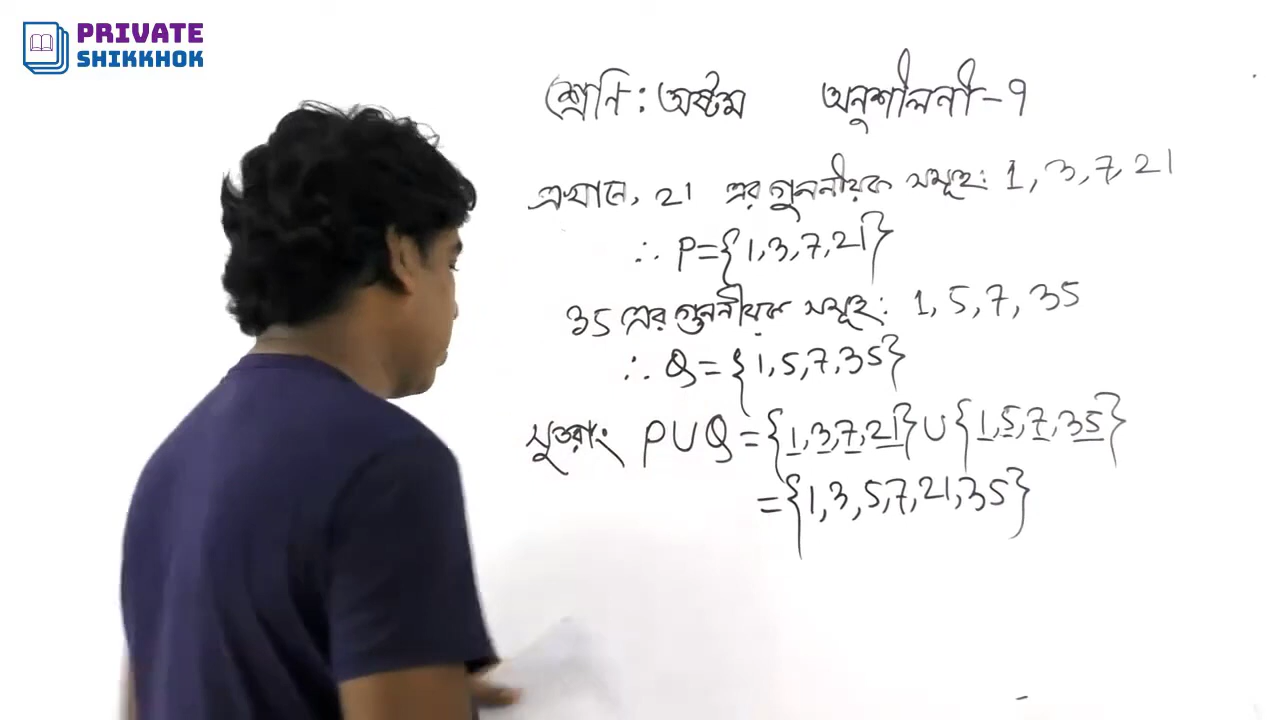 PRIVATE
SHIKKHOK
শ্রেনি : অষ্টম অনুশীলনী-৭
এখানে, 21 এর গুননীয়ক সমূহ: 1, 3, 7, 21
∴ P={1,3,7,21}
35 এর গুননীয়ক সমূহ: 1, 5, 7, 35
∴ Q={1,5,7,35}
সুতরাং P∪Q={1,3,7,21}∪{1,5,7,35}
={1,3,5,7,21,35}